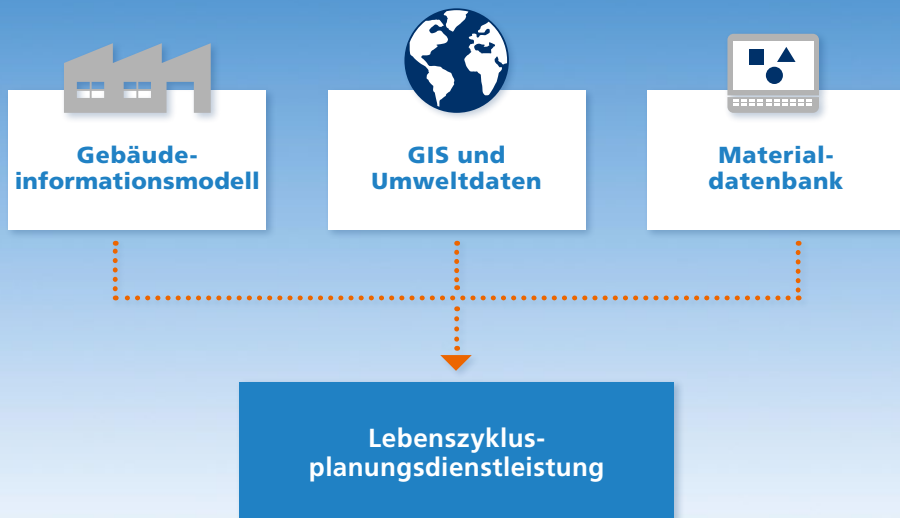 Gebäude-
informationsmodell
GIS und
Umweltdaten
Material-
datenbank
Lebenszyklus-
planungsdienstleistung